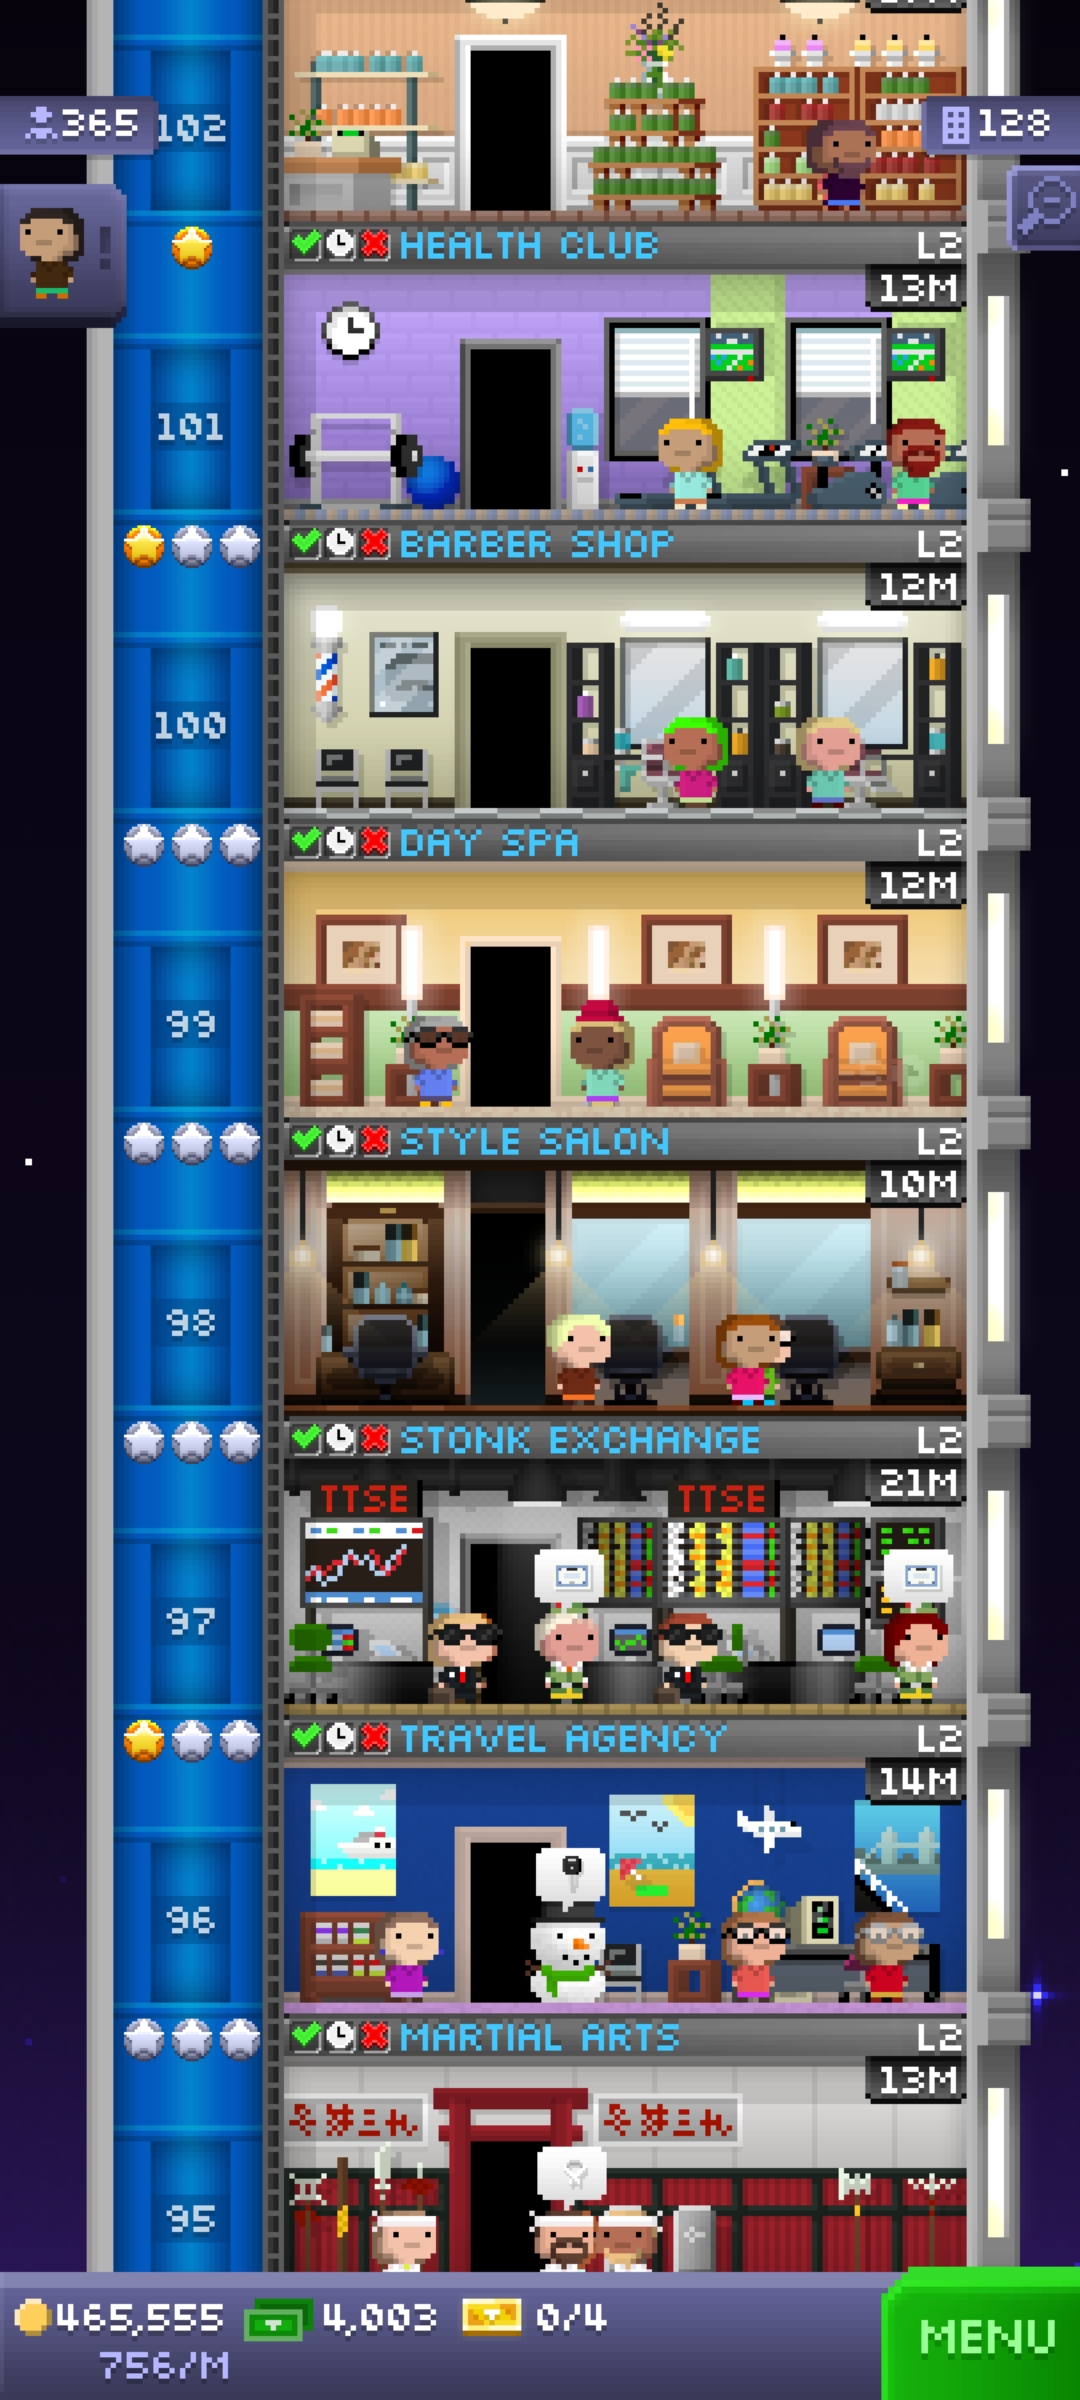 365
102
128
HEALTH CLUB L2
13M
101
BARBER SHOP L2
12M
100
DAY SPA L2
12M
99
STYLE SALON L2
10M
98
STONK EXCHANGE L2
21M
TTSE TTSE
97
TRAVEL AGENCY L2
14M
96
MARTIAL ARTS L2
13M
95
465,555 4,003 0/4
756/M
MENU